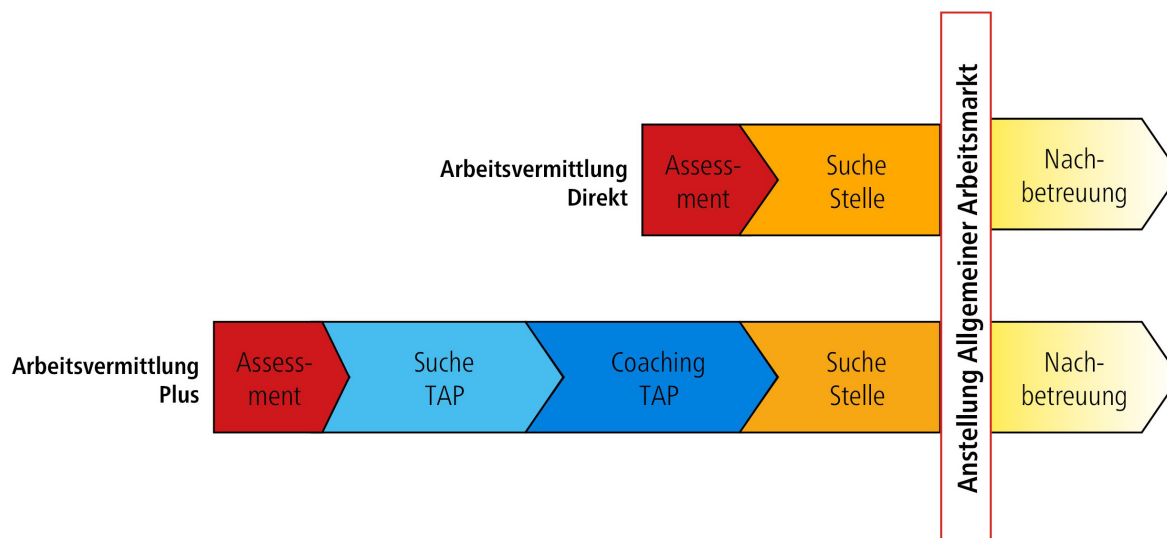 Arbeitsvermittlung
Direkt
Assess-
ment
Suche
Stelle
Anstellung Allgemeiner Arbeitsmarkt
Nach-
betreuung
Arbeitsvermittlung
Plus
Assess-
ment
Suche
TAP
Coaching
TAP
Suche
Stelle
Nach-
betreuung